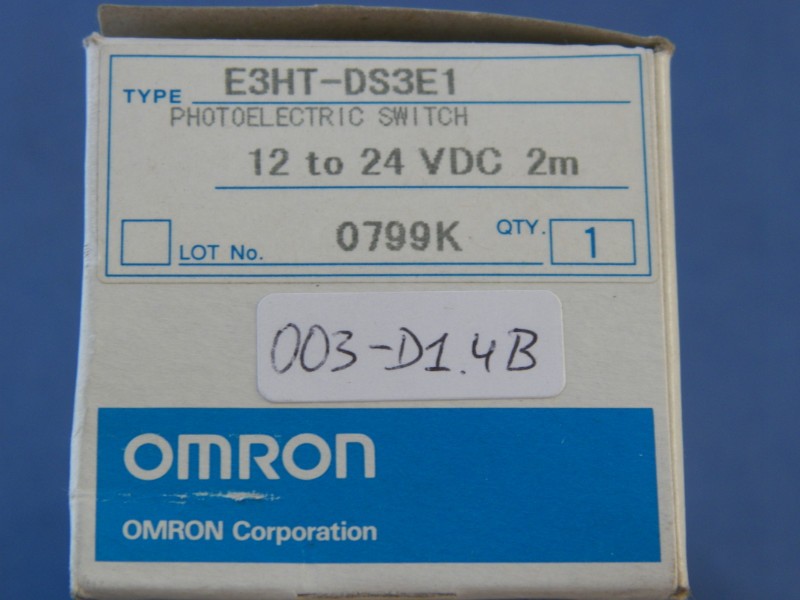 TYPE E3HT-DS3E1
PHOTOELECTRIC SWITCH
12 to 24 VDC 2m
LOT No. 0799K QTY. 1
003-D1.4B
OMRON
OMRON Corporation